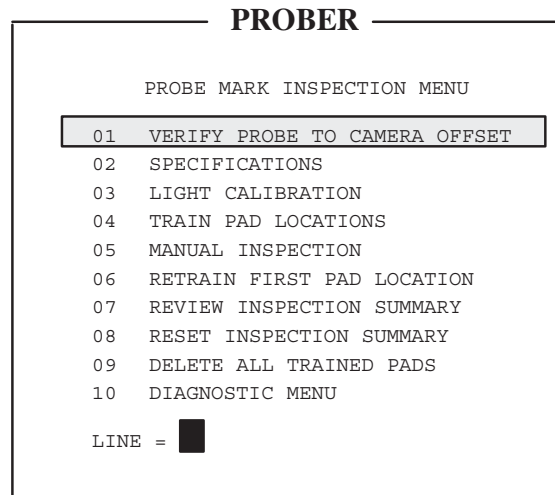 PROBER
PROBE MARK INSPECTION MENU
01 VERIFY PROBE TO CAMERA OFFSET
02 SPECIFICATIONS
03 LIGHT CALIBRATION
04 TRAIN PAD LOCATIONS
05 MANUAL INSPECTION
06 RETRAIN FIRST PAD LOCATION
07 REVIEW INSPECTION SUMMARY
08 RESET INSPECTION SUMMARY
09 DELETE ALL TRAINED PADS
10 DIAGNOSTIC MENU
LINE =